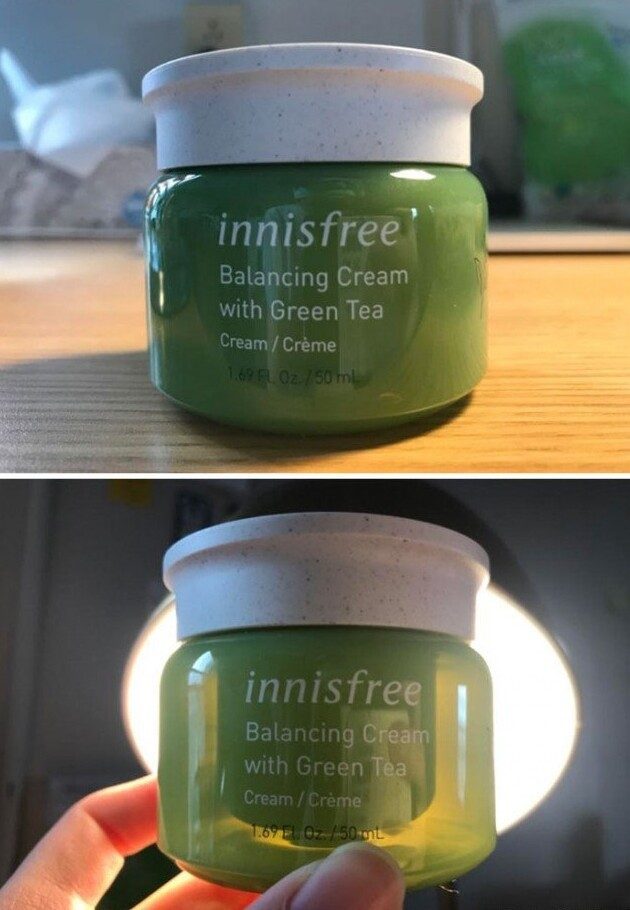 innisfree
Balancing Cream
with Green Tea
Cream / Crème
1.69 FL. Oz. / 50 mL
innisfree
Balancing Cream
with Green Tea
Cream / Crème
1.69 FL. Oz. / 50 mL